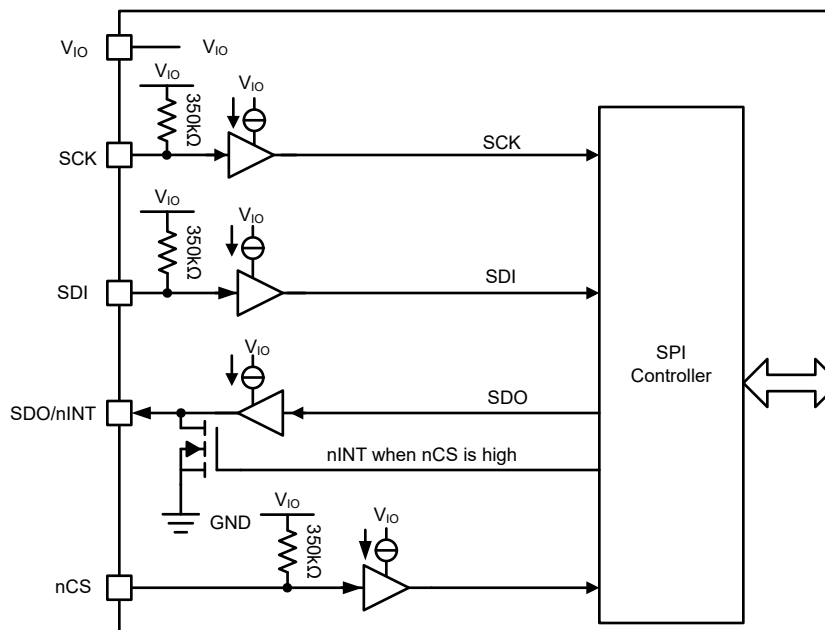 VIO VIO
VIO
350kΩ
VIO
SCK
SCK
VIO
350kΩ
VIO
SDI
SDI
VIO
SDO/nINT
SDO
SPI
Controller
nINT when nCS is high
GND
VIO
350kΩ
VIO
nCS